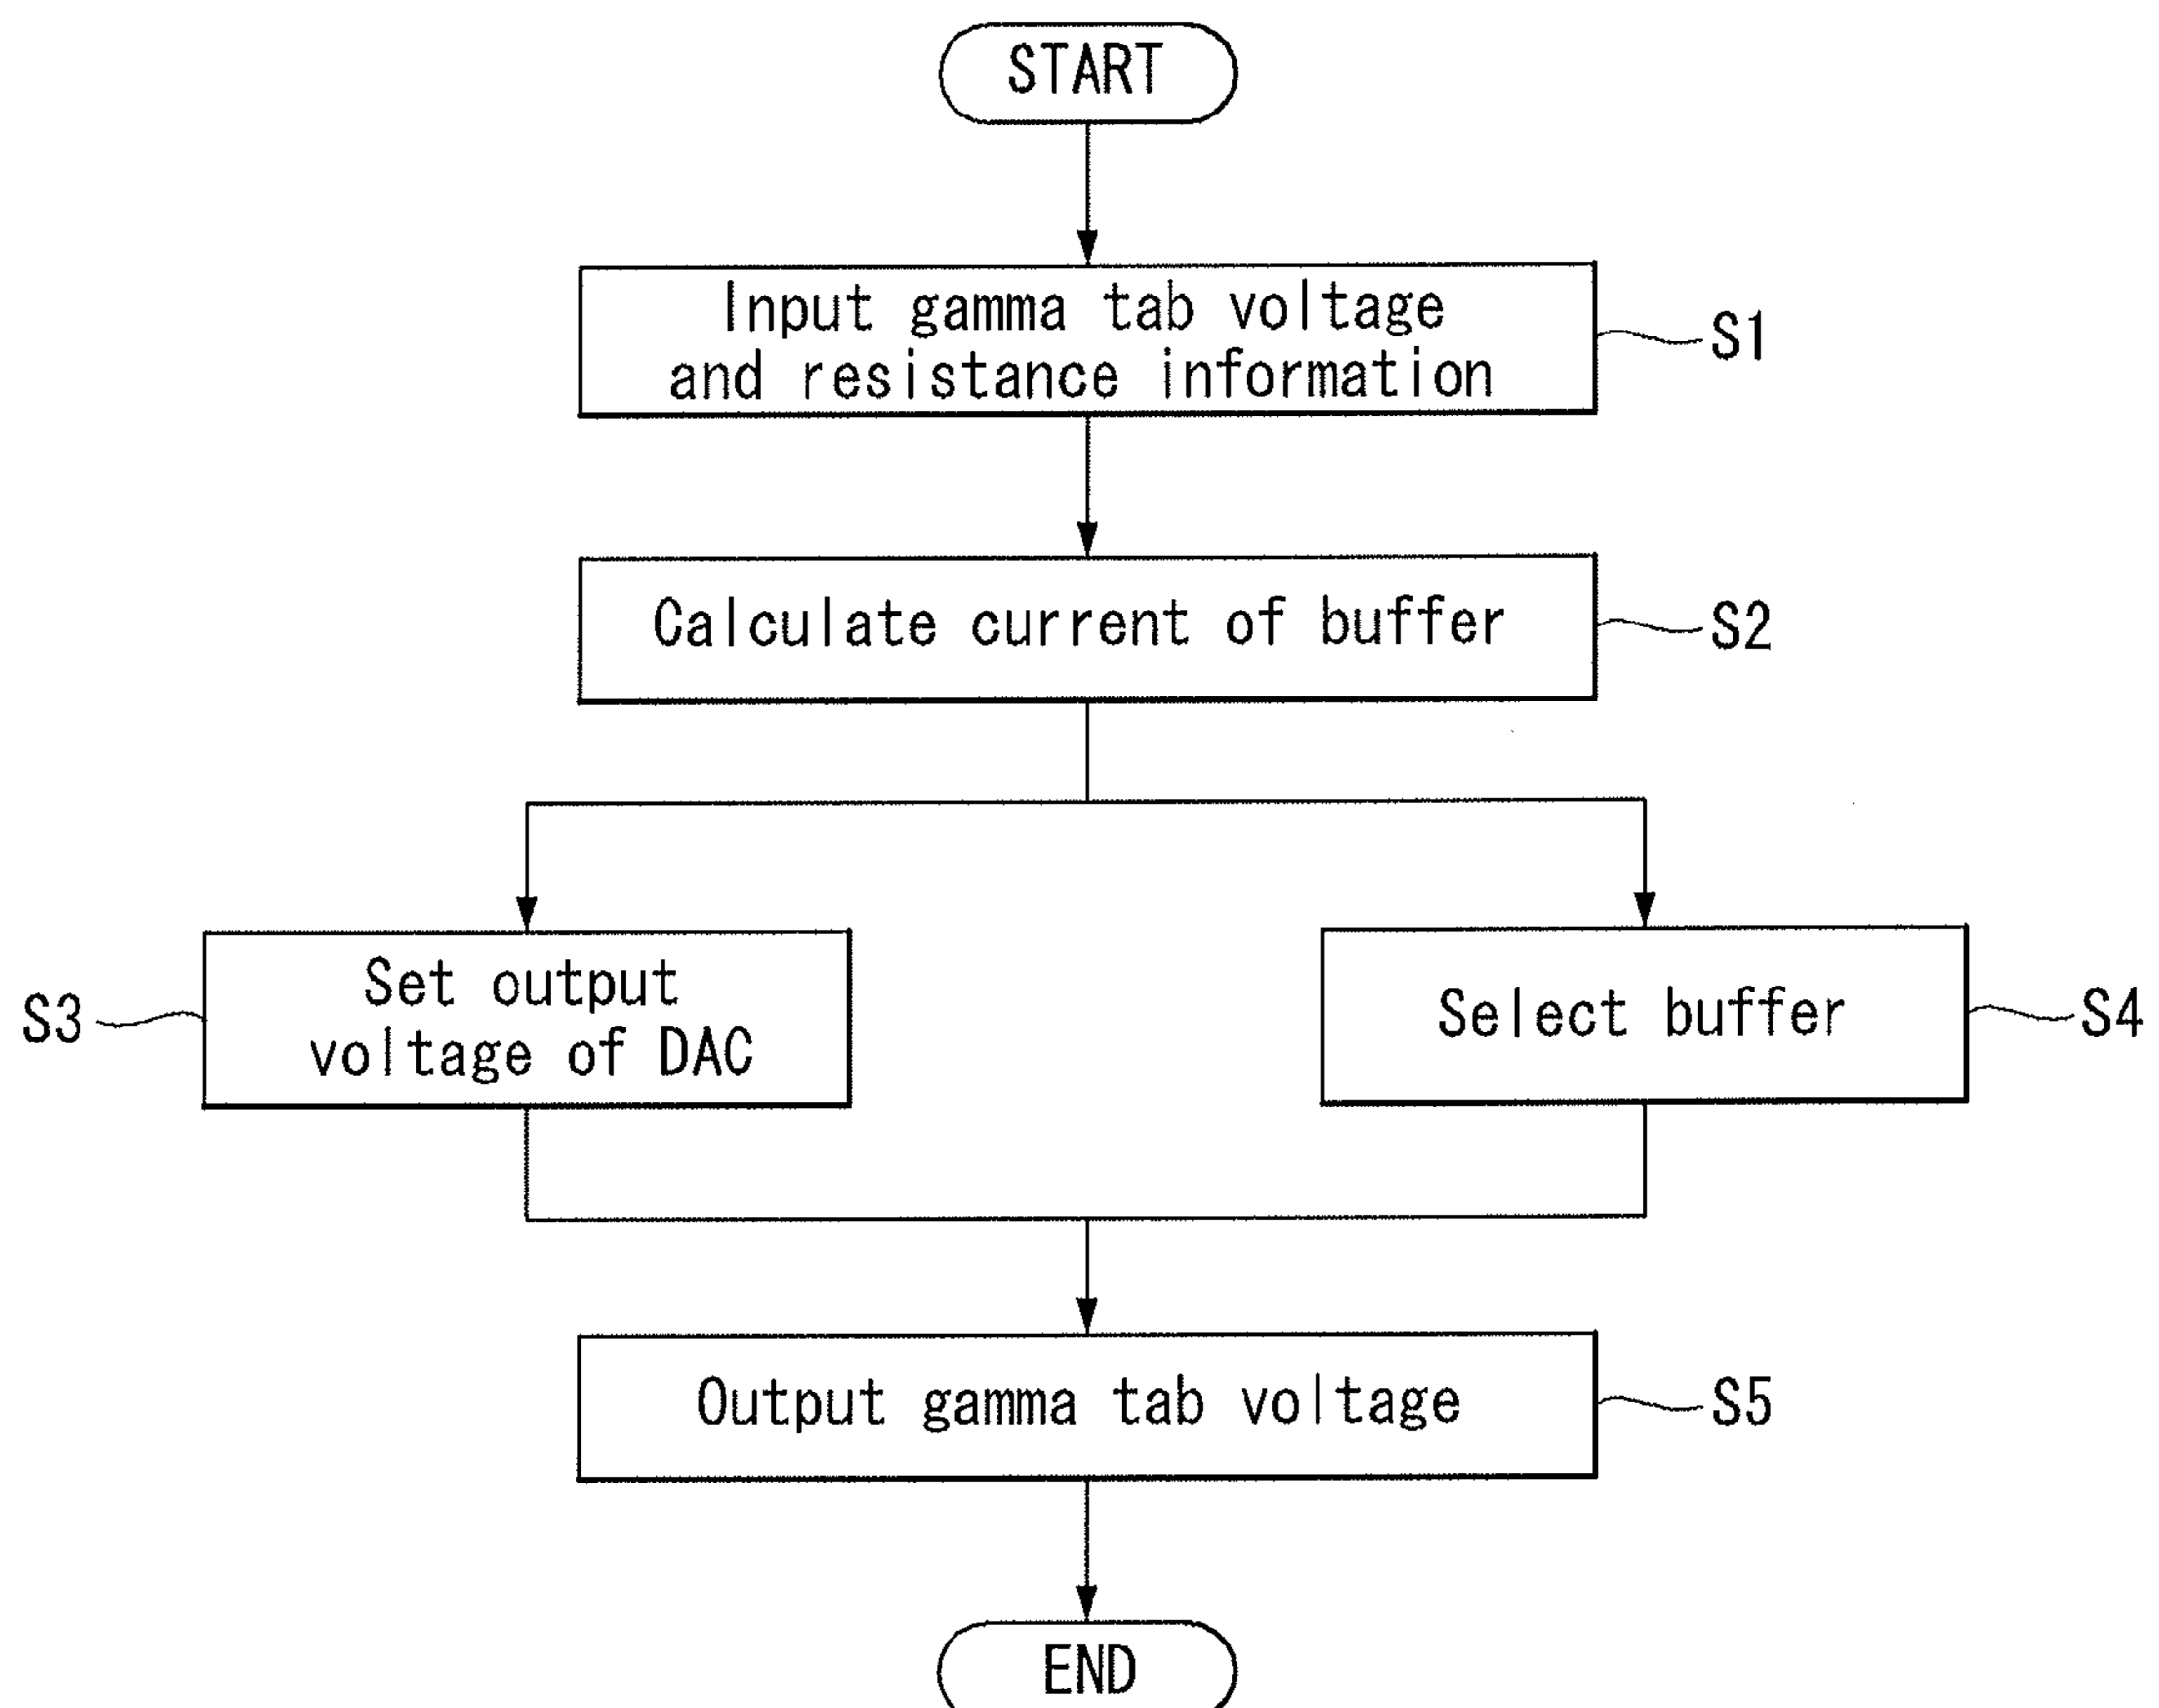 START
Input gamma tab voltage
and resistance information
S1
Calculate current of buffer
S2
S3
Set output
voltage of DAC
Select buffer
S4
Output gamma tab voltage
S5
END